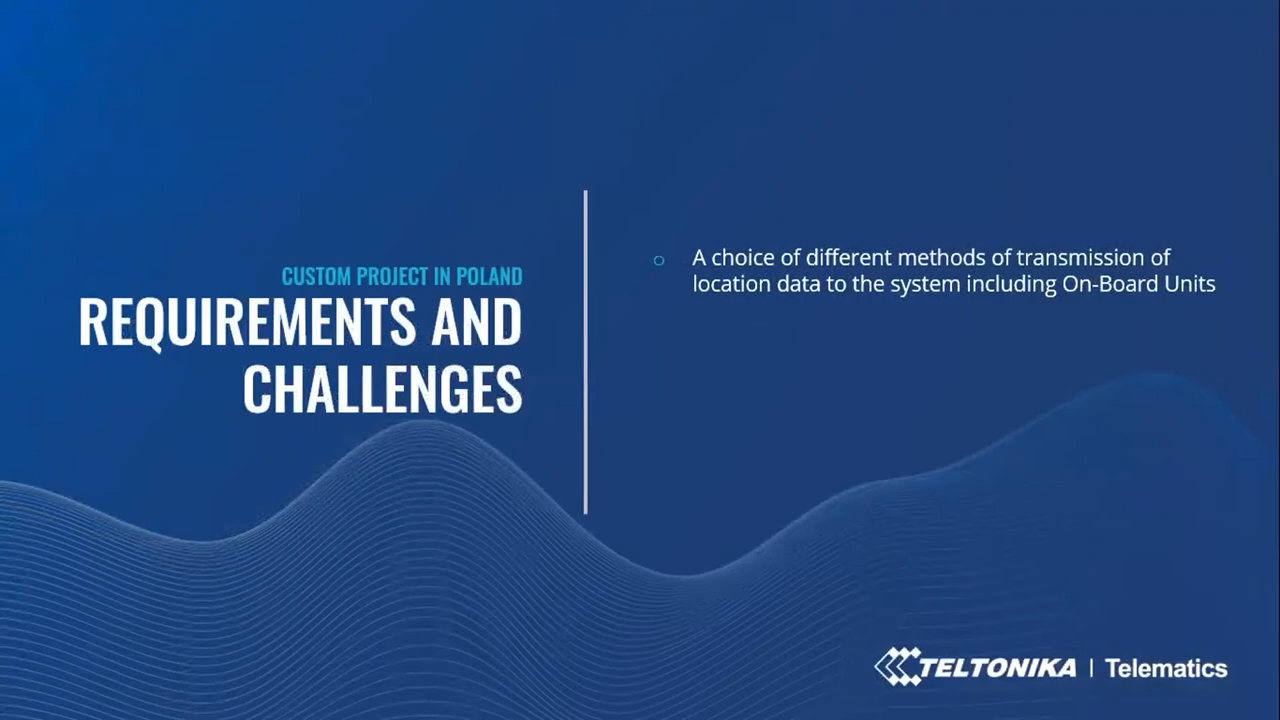 CUSTOM PROJECT IN POLAND
REQUIREMENTS AND
CHALLENGES
A choice of different methods of transmission of
location data to the system including On-Board Units
TELTONIKA | Telematics